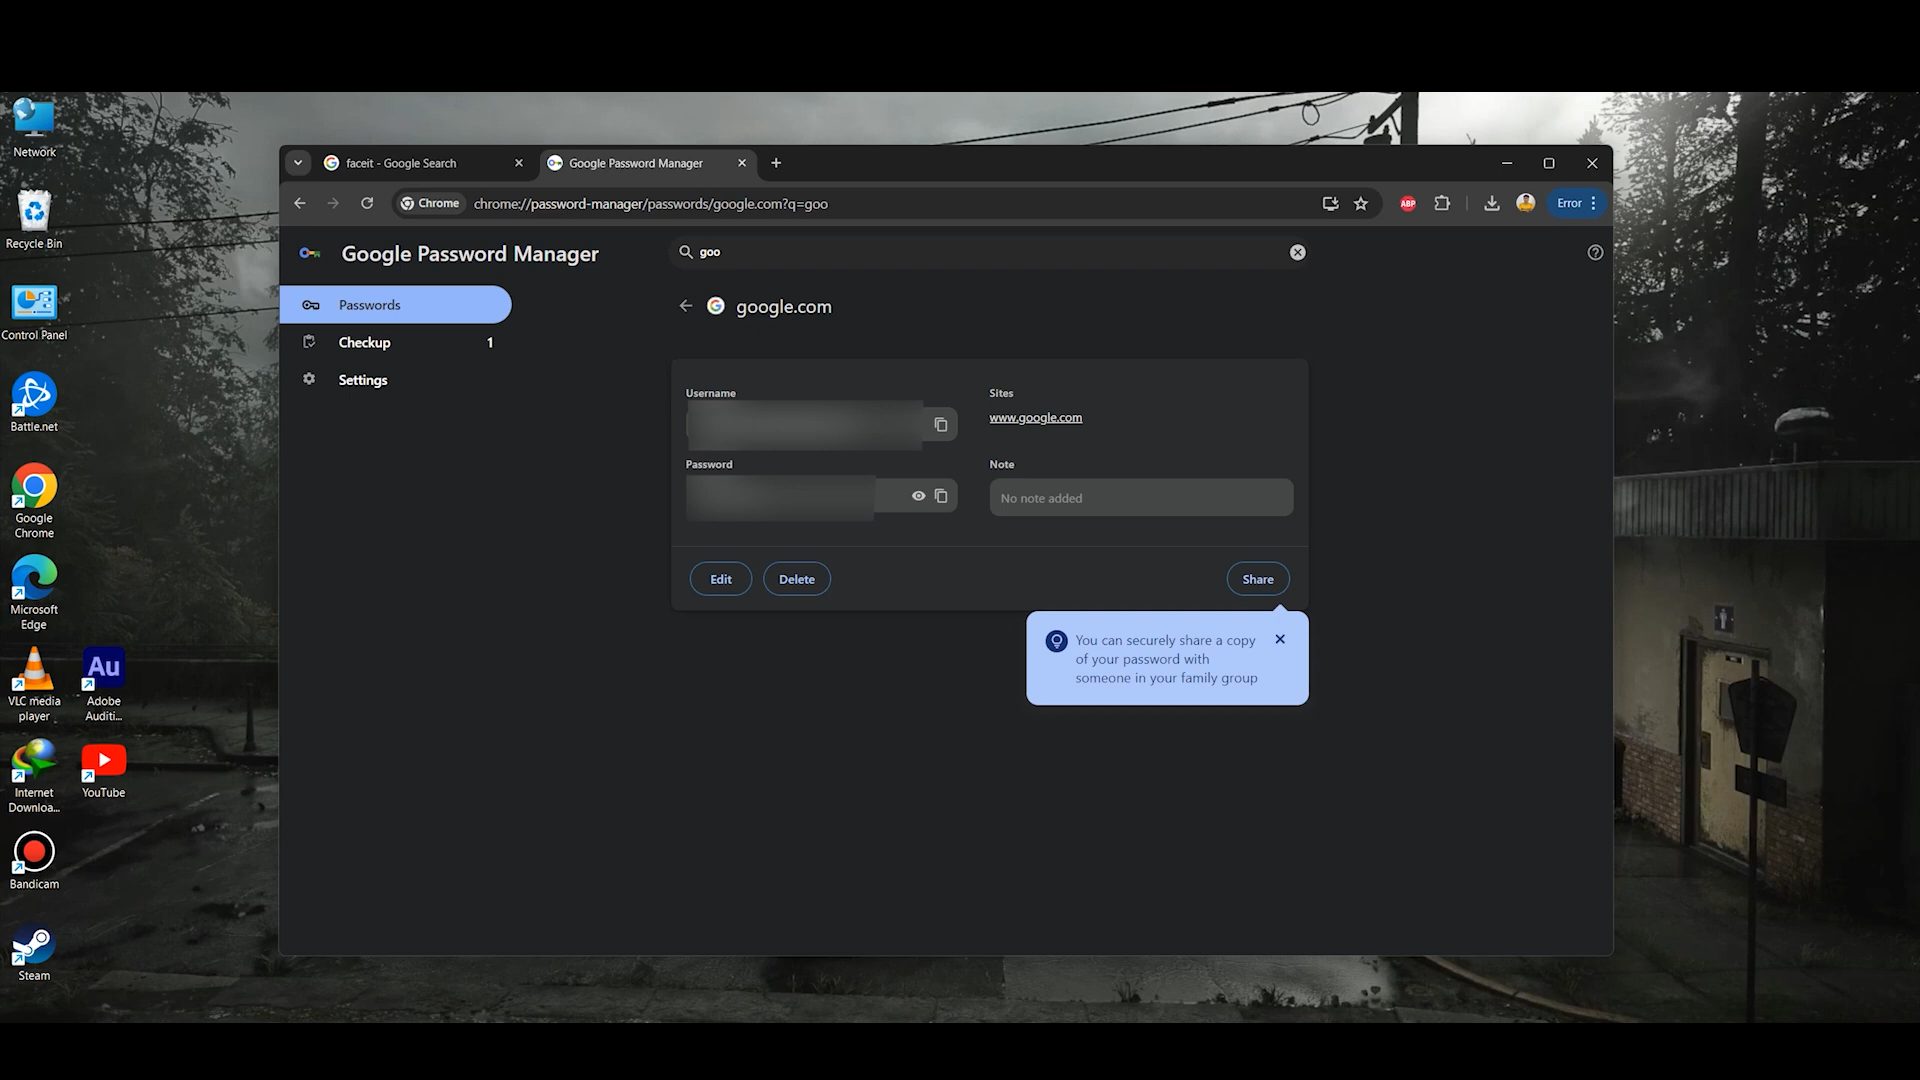 Network
Recycle Bin
Control Panel
Battle.net
Google
Chrome
Microsoft
Edge
VLC media
player
Au
Adobe
Auditi...
Internet
Downloa...
YouTube
Bandicam
Steam
faceit - Google Search
Google Password Manager
Chrome
chrome://password-manager/passwords/google.com?q=goo
ABP
Error
Google Password Manager
goo
Passwords
Checkup 1
Settings
google.com
Username
Sites
www.google.com
Password
Note
No note added
Edit
Delete
Share
You can securely share a copy
of your password with
someone in your family group